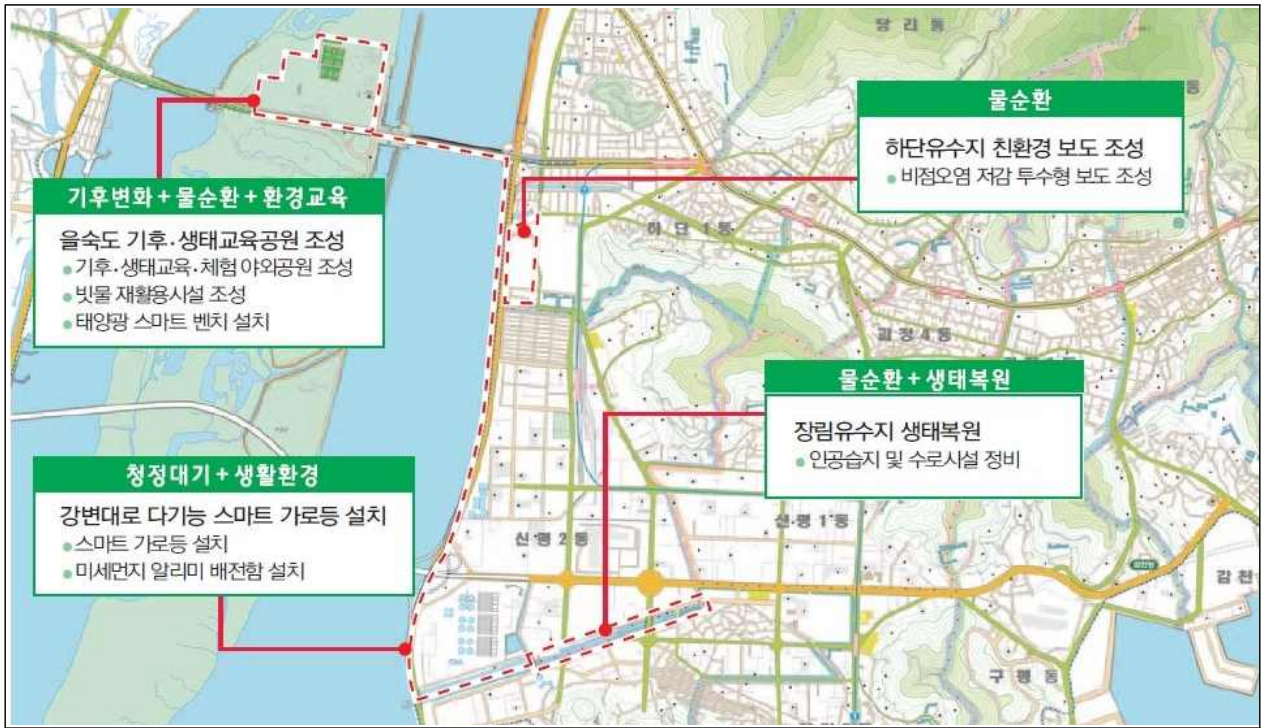 당리동
물순환
하단유수지 친환경 보도 조성
비점오염 저감 투수형 보도 조성
기후변화+물순환+환경교육
을숙도 기후·생태교육공원 조성
기후·생태교육·체험 야외공원 조성
빗물 재활용시설 조성
태양광 스마트 벤치 설치
하단1동
괴정4동
물순환+생태복원
장림유수지 생태복원
인공습지 및 수로시설 정비
청정대기+생활환경
강변대로 다기능 스마트 가로등 설치
스마트 가로등 설치
미세먼지 알리미 배전함 설치
신평2동
신평1동
감천
구평동